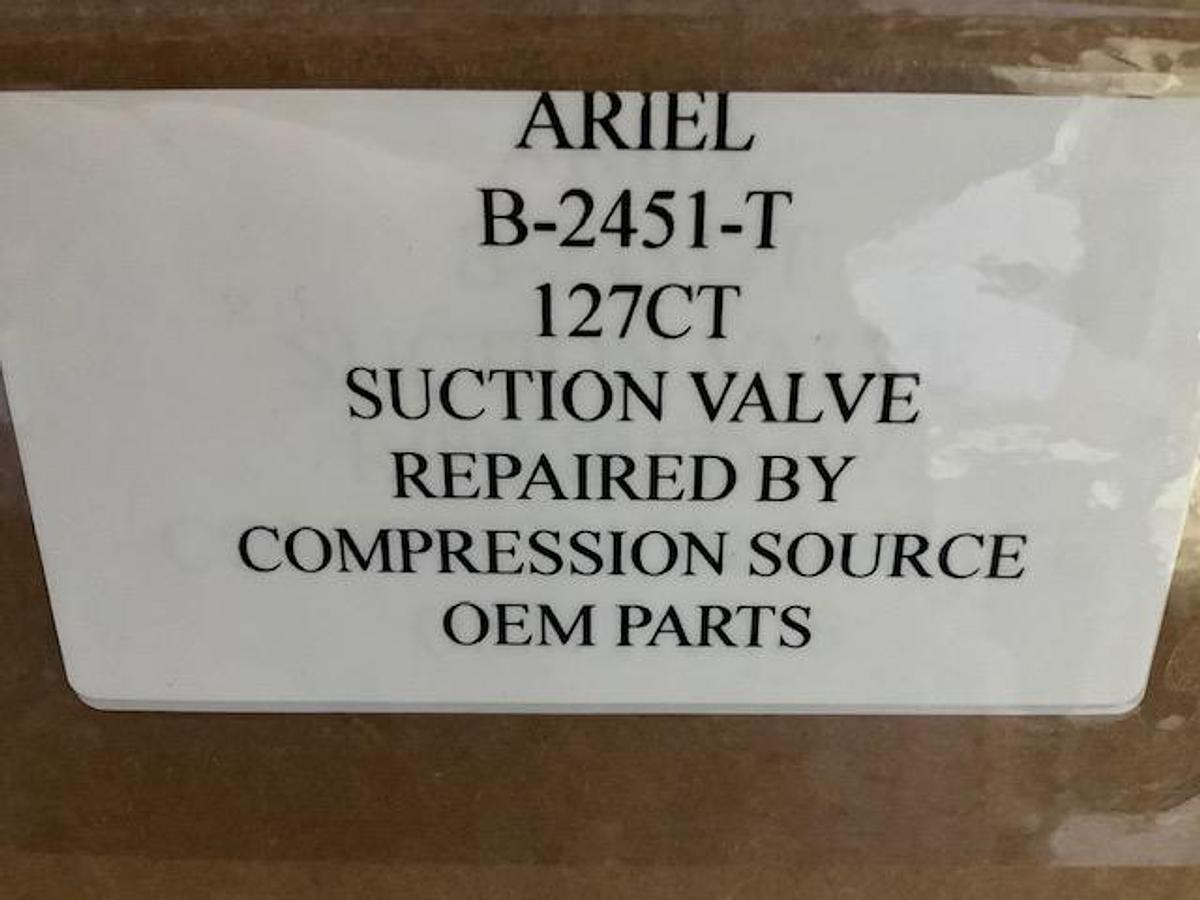 ARIEL
B-2451-T
127CT
SUCTION VALVE
REPAIRED BY
COMPRESSION SOURCE
OEM PARTS